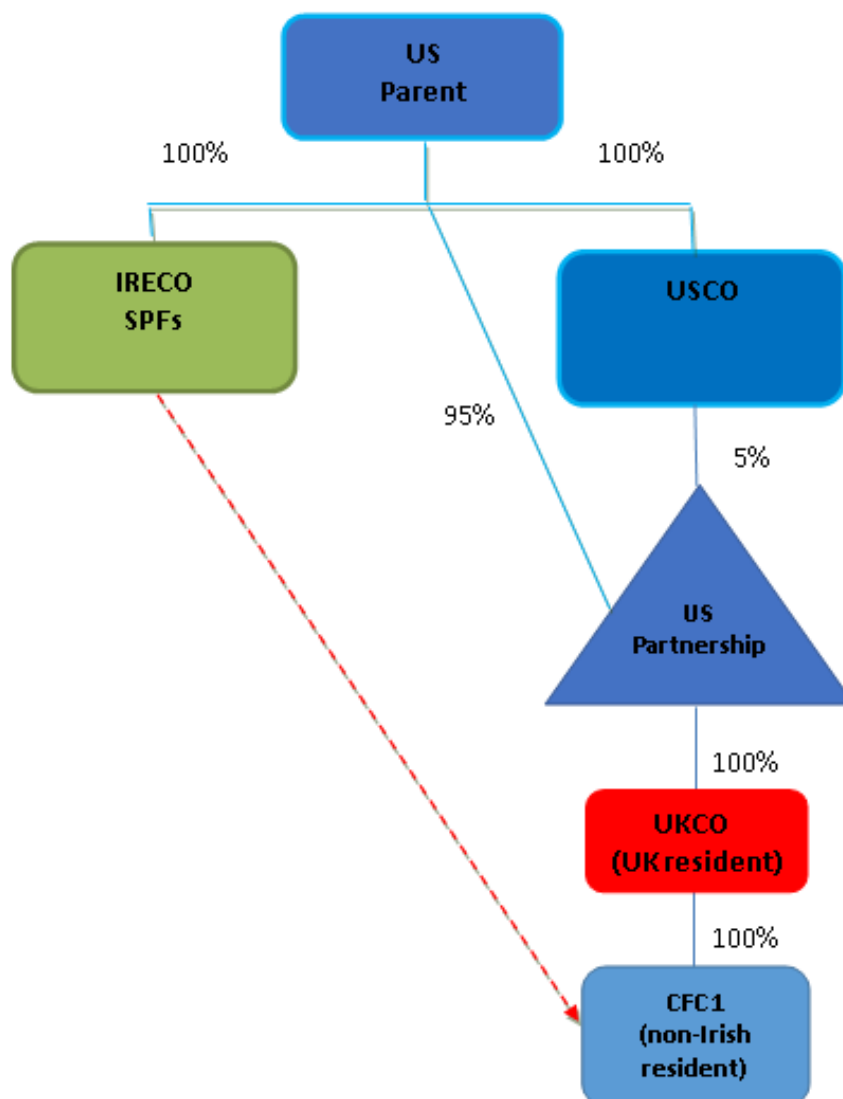 US
Parent
100%
100%
IRECO
SPFs
USCO
95%
5%
US
Partnership
100%
UKCO
(UK resident)
100%
CFC1
(non-Irish
resident)